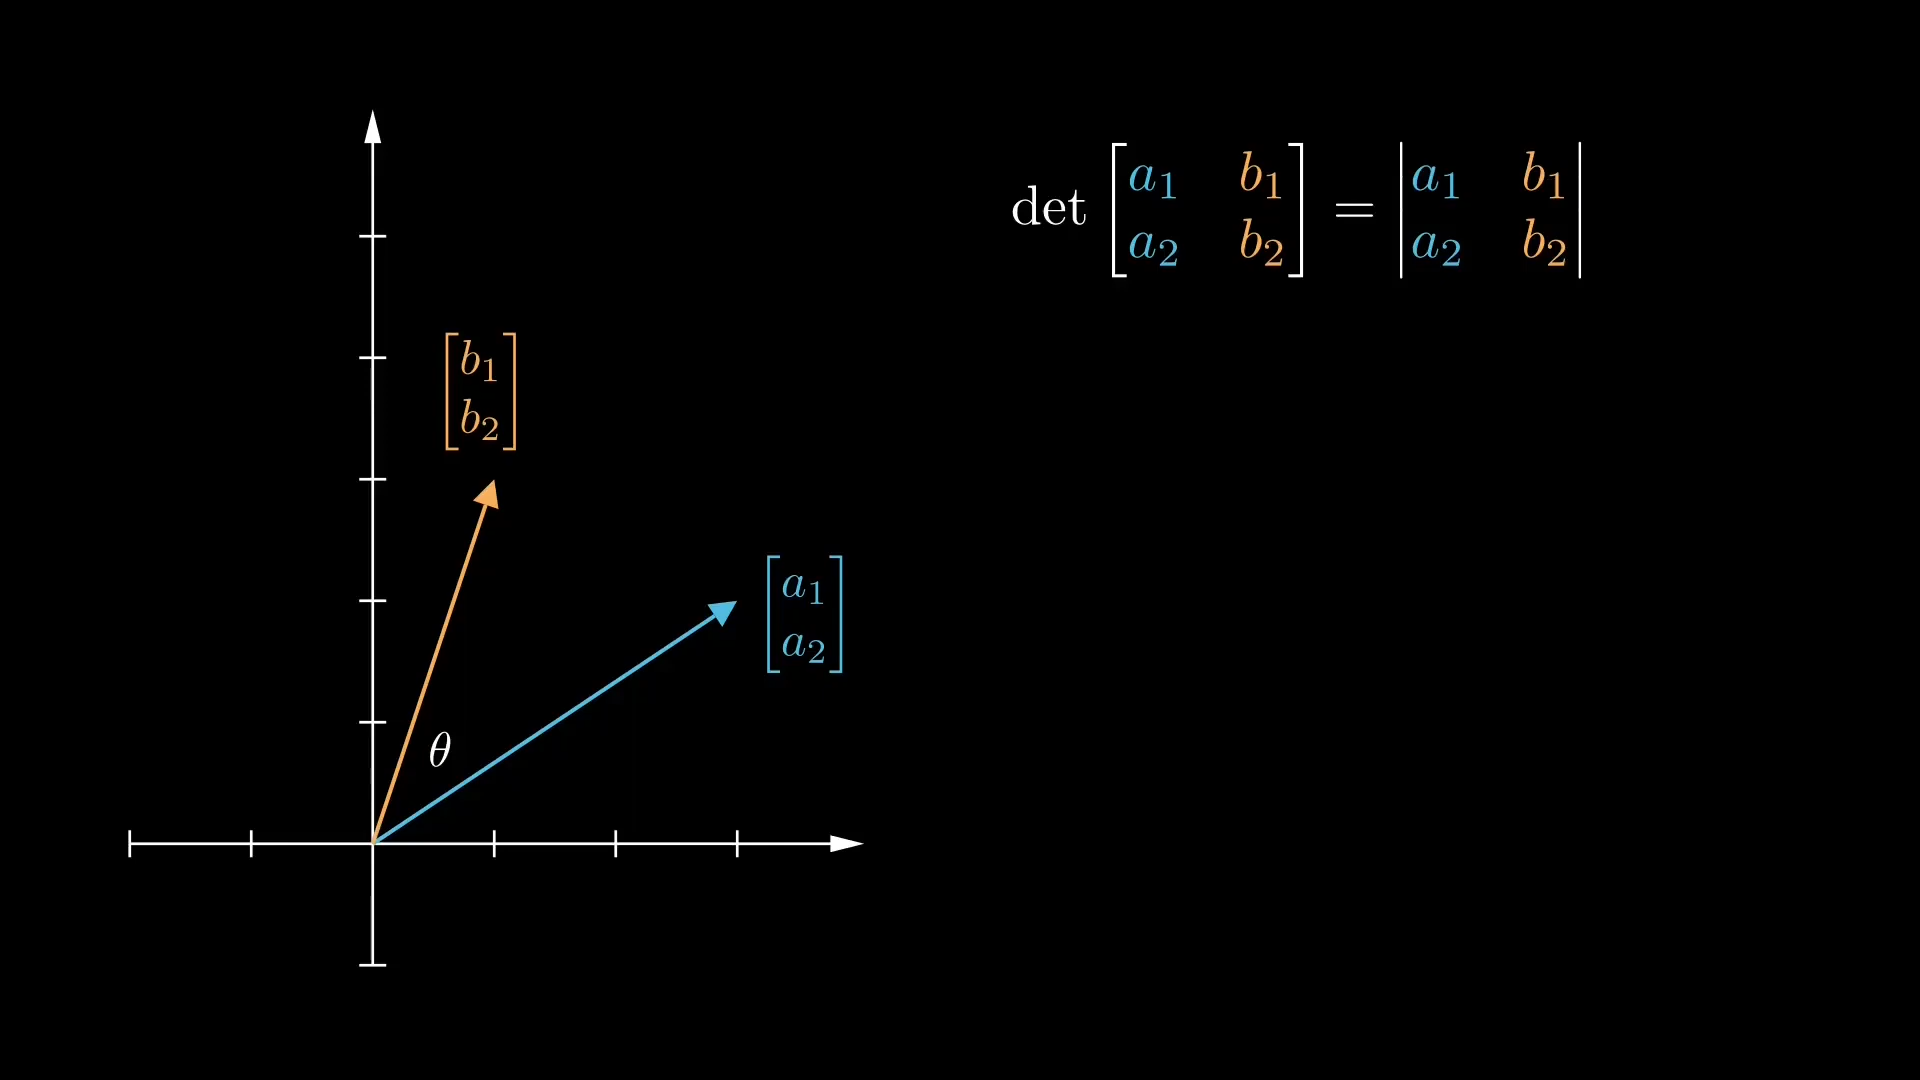 det [a₁ b₁; a₂ b₂] = |a₁ b₁; a₂ b₂|
[b₁
b₂]
[a₁
a₂]
θ